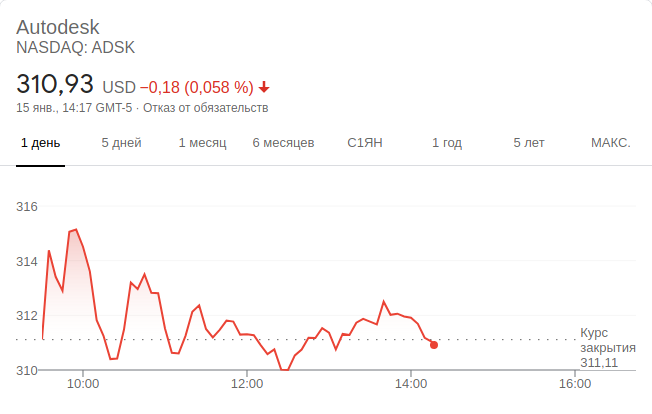 Autodesk
NASDAQ: ADSK
310,93 USD −0,18 (0,058 %)
15 янв., 14:17 GMT-5 · Отказ от обязательств
1 день 5 дней 1 месяц 6 месяцев С1ЯН 1 год 5 лет МАКС.
316
314
312
310
Курс
закрытия
311,11
10:00 12:00 14:00 16:00